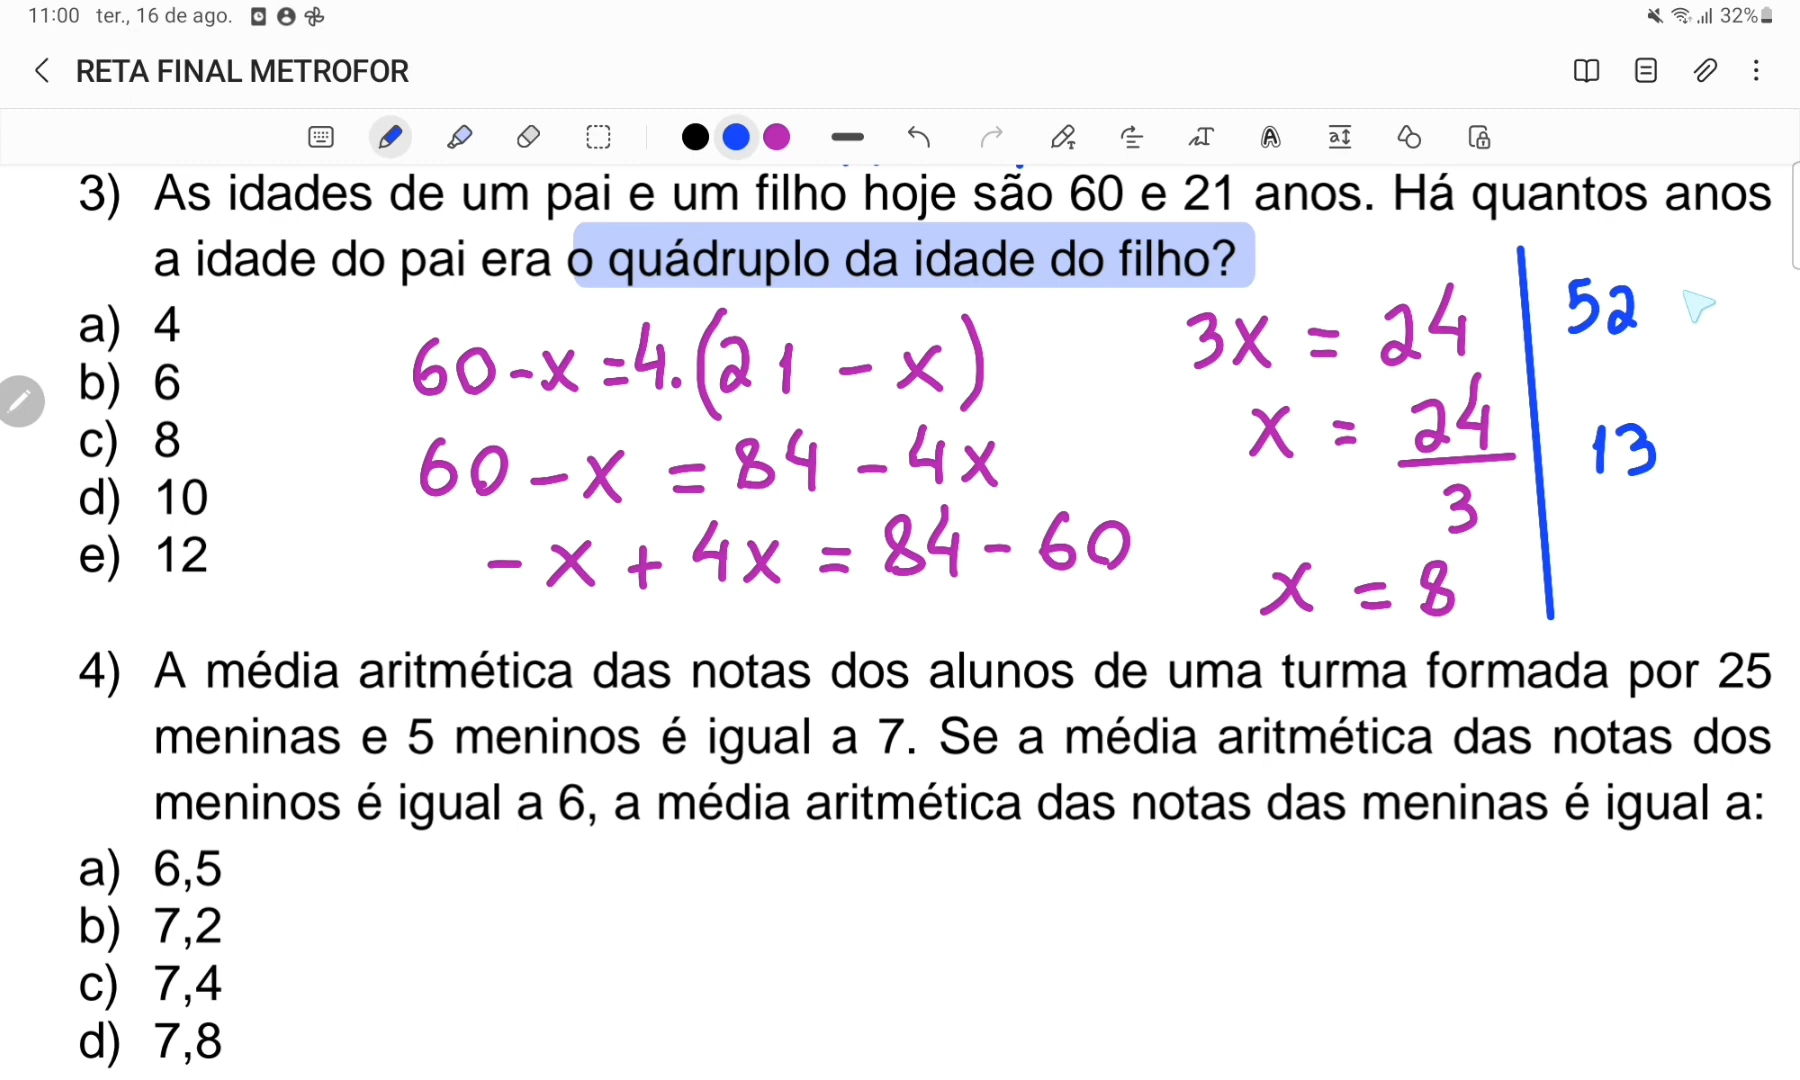 11:00 ter., 16 de ago. 32%
RETA FINAL METROFOR
3) As idades de um pai e um filho hoje são 60 e 21 anos. Há quantos anos
a idade do pai era o quádruplo da idade do filho?
a) 4
b) 6
c) 8
d) 10
e) 12
60-x=4.(21-x)
60-x=84-4x
-x+4x=84-60
3x=24
x=24/3
x=8
52
13
4) A média aritmética das notas dos alunos de uma turma formada por 25
meninas e 5 meninos é igual a 7. Se a média aritmética das notas dos
meninos é igual a 6, a média aritmética das notas das meninas é igual a:
a) 6,5
b) 7,2
c) 7,4
d) 7,8